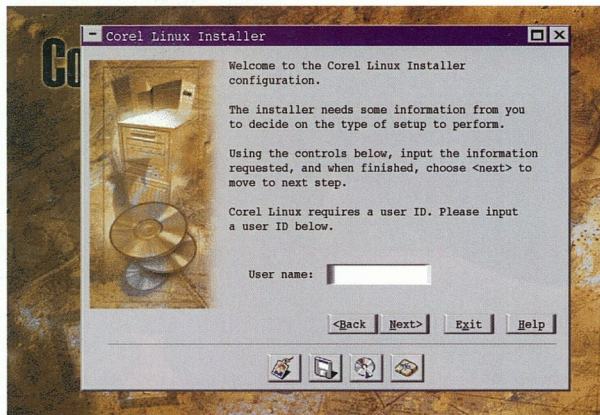 Co
Corel Linux Installer
Welcome to the Corel Linux Installer
configuration.
The installer needs some information from you
to decide on the type of setup to perform.
Using the controls below, input the information
requested, and when finished, choose <next> to
move to next step.
Corel Linux requires a user ID. Please input
a user ID below.
User name:
<Back Next> Exit Help